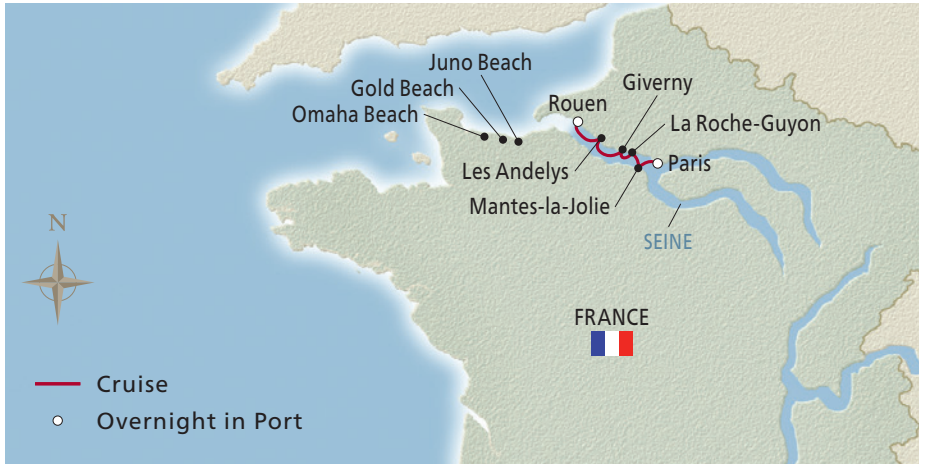 Juno Beach
Gold Beach
Omaha Beach
Giverny
Rouen
La Roche-Guyon
Les Andelys
Paris
Mantes-la-Jolie
SEINE
N
FRANCE
Cruise
Overnight in Port